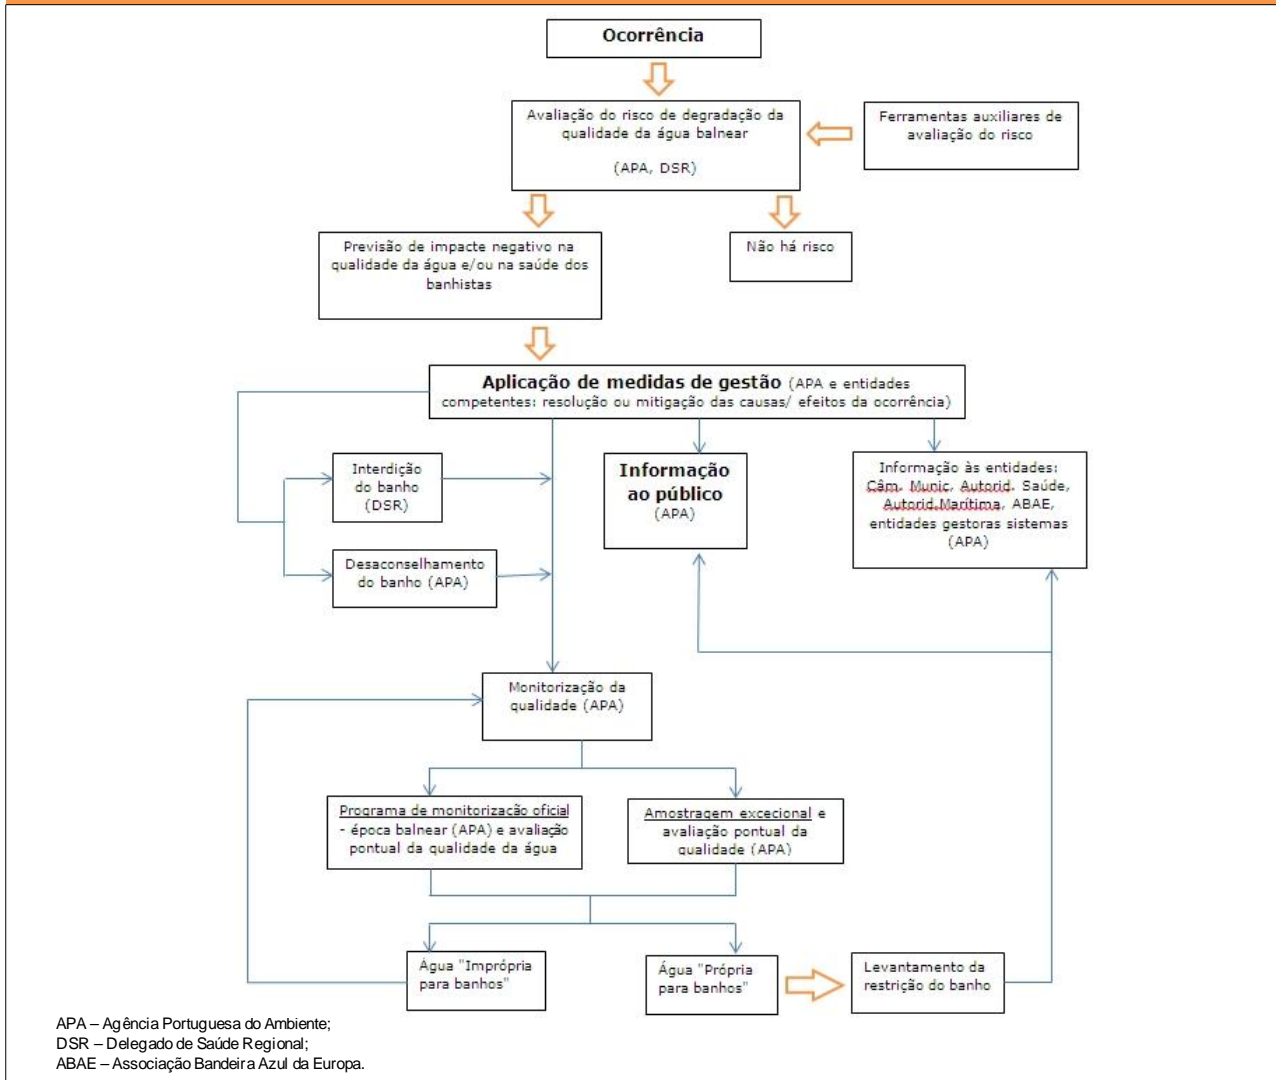 Ocorrência
Avaliação do risco de degradação da
qualidade da água balnear
(APA, DSR)
Ferramentas auxiliares de
avaliação do risco
Previsão de impacte negativo na
qualidade da água e/ou na saúde dos
banhistas
Não há risco
Aplicação de medidas de gestão (APA e entidades
competentes: resolução ou mitigação das causas/ efeitos da ocorrência)
Interdição
do banho
(DSR)
Desaconselhamento
do banho (APA)
Informação
ao público
(APA)
Informação às entidades:
Câm. Munic, Autorid. Saúde,
Autorid.Marítima, ABAE,
entidades gestoras sistemas
(APA)
Monitorização da
qualidade (APA)
Programa de monitorização oficial
- época balnear (APA) e avaliação
pontual da qualidade da água
Amostragem excecional e
avaliação pontual da
qualidade (APA)
Água "Imprópria
para banhos"
Água "Própria
para banhos"
Levantamento da
restrição do banho
APA – Agência Portuguesa do Ambiente;
DSR – Delegado de Saúde Regional;
ABAE – Associação Bandeira Azul da Europa.